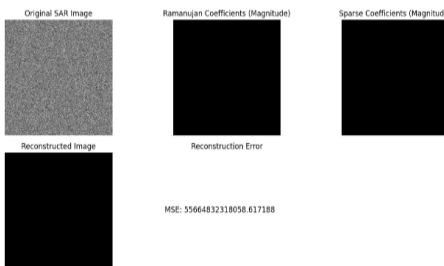 Original SAR Image
Ramanujan Coefficients (Magnitude)
Sparse Coefficients (Magnitud
Reconstructed Image
Reconstruction Error
MSE: 55664832318058.617188